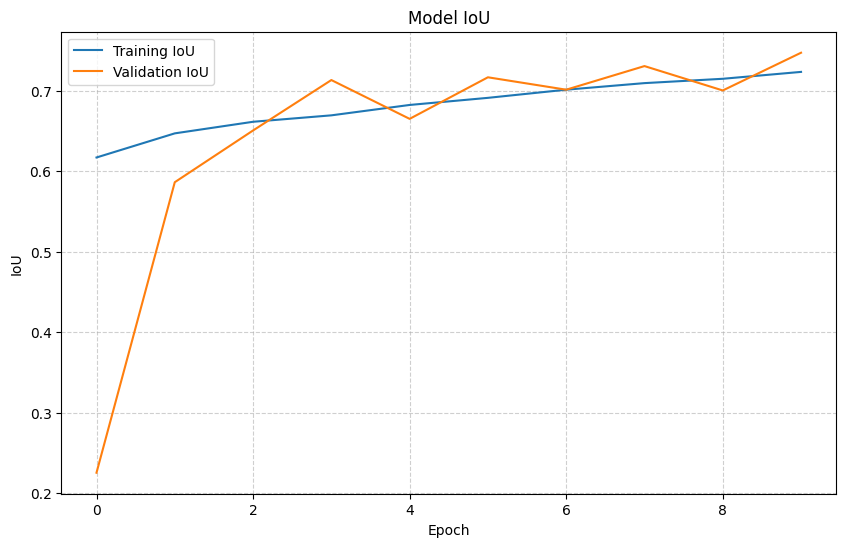 Model IoU
Training IoU
Validation IoU
0.7
0.6
0.5
0.4
0.3
0.2
IoU
0 2 4 6 8
Epoch